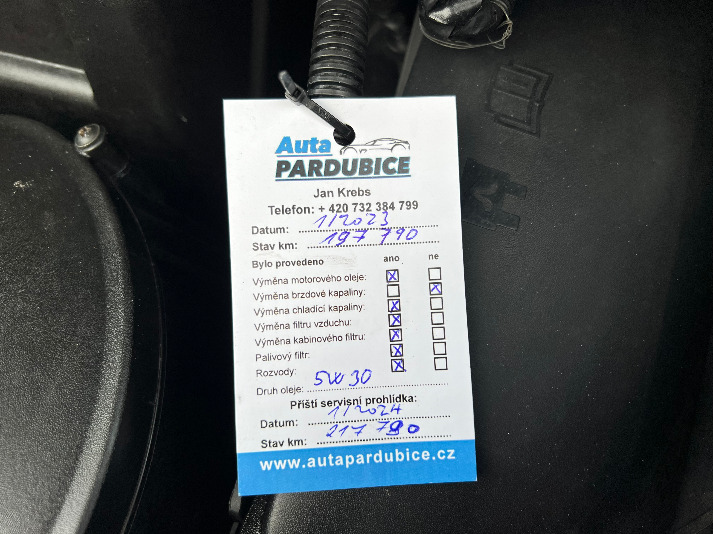 Auta
PARDUBICE
Jan Krebs
Telefon: + 420 732 384 799
Datum: 1/2023
Stav km: 197 790
Bylo provedeno ano ne
Výměna motorového oleje: X
Výměna brzdové kapaliny: X
Výměna chladící kapaliny: X
Výměna filtru vzduchu: X
Výměna kabinového filtru: X
Palivový filtr: X
Rozvody: X
Druh oleje: 5W30
Příští servisní prohlídka:
Datum: 1/2024
Stav km: 217 790
www.autapardubice.cz